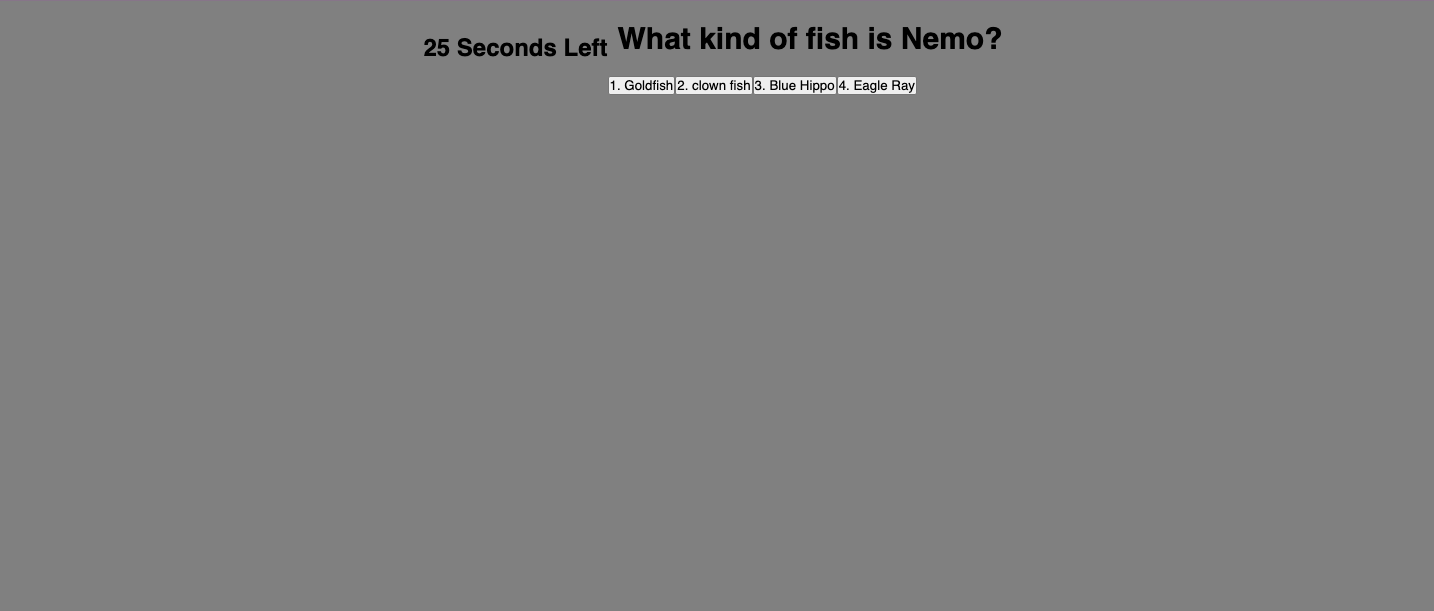 25 Seconds Left
What kind of fish is Nemo?
1. Goldfish 2. clown fish 3. Blue Hippo 4. Eagle Ray